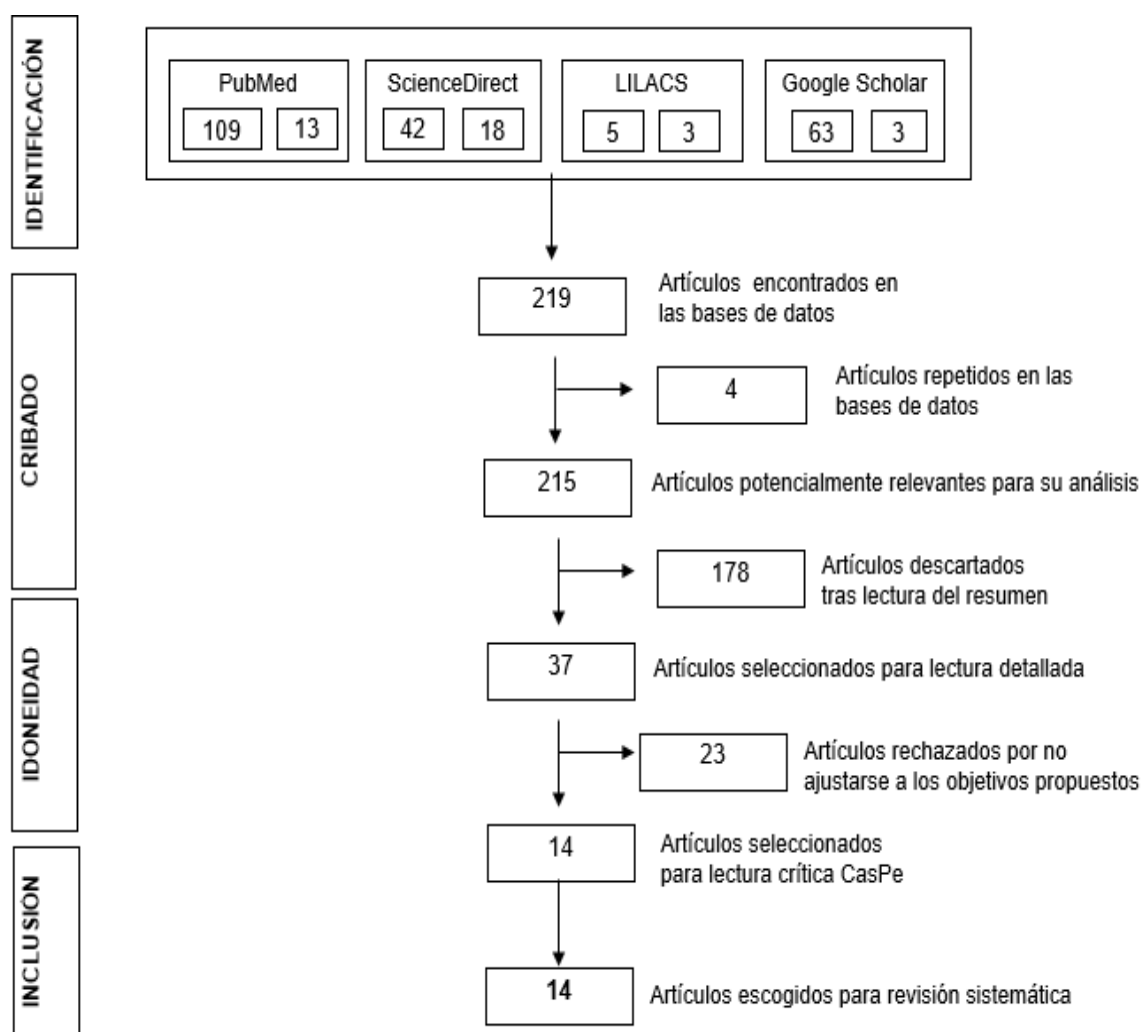 IDENTIFICACIÓN
PubMed
109
13
ScienceDirect
42
18
LILACS
5
3
Google Scholar
63
3
CRIBADO
219
Artículos encontrados en
las bases de datos
4
Artículos repetidos en las
bases de datos
215
Artículos potencialmente relevantes para su análisis
178
Artículos descartados
tras lectura del resumen
IDONEIDAD
37
Artículos seleccionados para lectura detallada
23
Artículos rechazados por no
ajustarse a los objetivos propuestos
14
Artículos seleccionados
para lectura crítica CasPe
INCLUSIÓN
14
Artículos escogidos para revisión sistemática